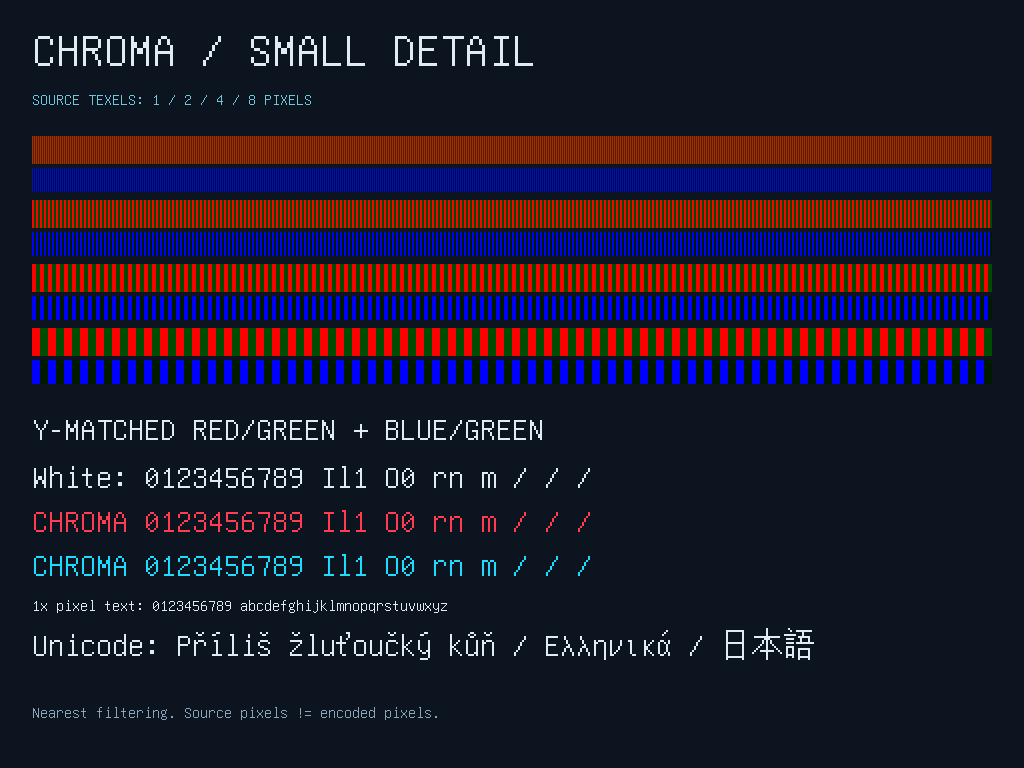 CHROMA / SMALL DETAIL
SOURCE TEXELS: 1 / 2 / 4 / 8 PIXELS
Y-MATCHED RED/GREEN + BLUE/GREEN
White: 0123456789 Il1 O0 rn m / / /
CHROMA 0123456789 Il1 O0 rn m / / /
CHROMA 0123456789 Il1 O0 rn m / / /
1x pixel text: 0123456789 abcdefghijklmnopqrstuvwxyz
Unicode: Příliš žluťoučký kůň / Ελληνικά / 日本語
Nearest filtering. Source pixels != encoded pixels.